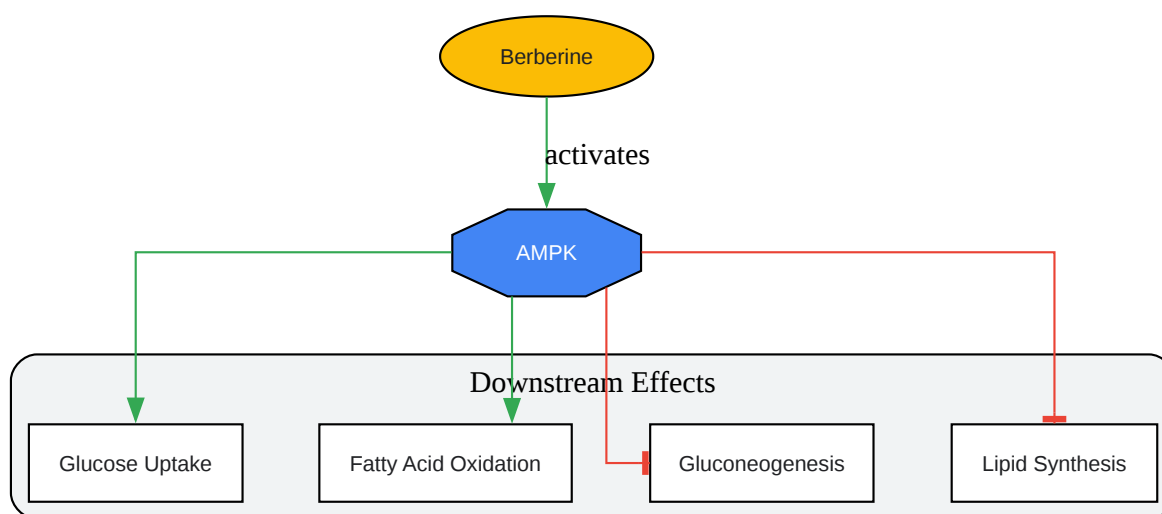 Berberine
activates
AMPK
Downstream Effects
Glucose Uptake
Fatty Acid Oxidation
Gluconeogenesis
Lipid Synthesis